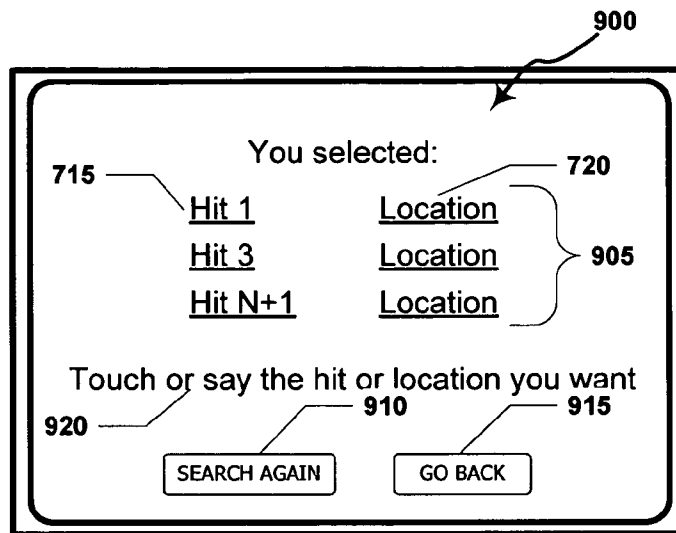 900
You selected:
715
720
Hit 1 Location
Hit 3 Location
905
Hit N+1 Location
Touch or say the hit or location you want
920
910
915
SEARCH AGAIN GO BACK